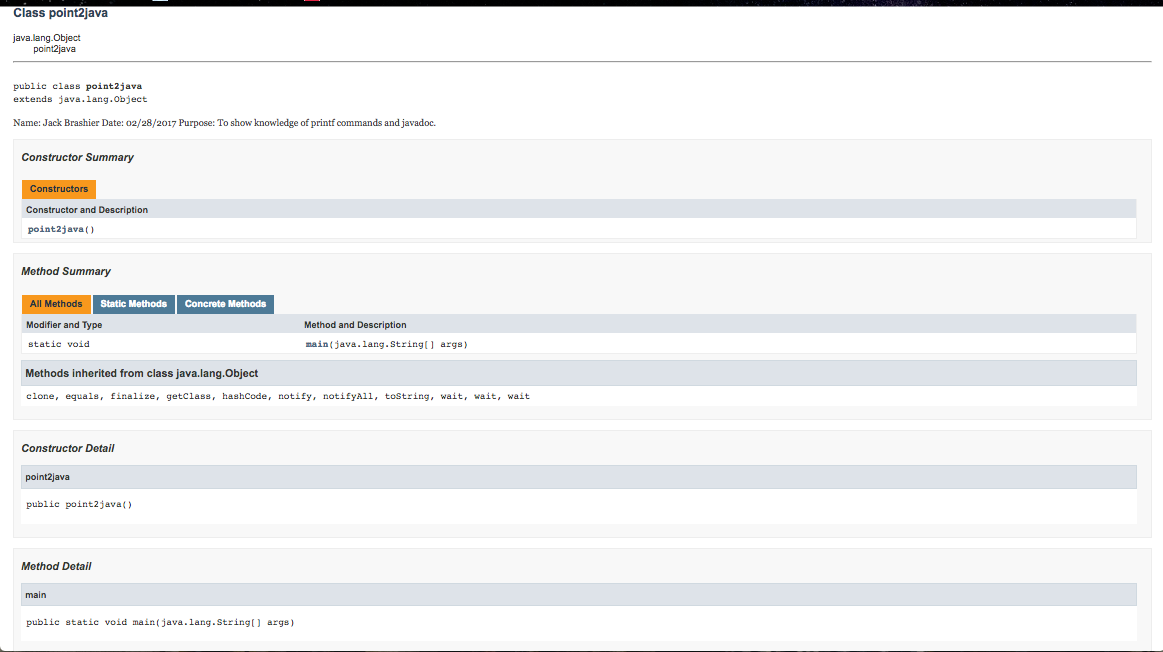 Class point2java
java.lang.Object
point2java
public class point2java
extends java.lang.Object
Name: Jack Brashier Date: 02/28/2017 Purpose: To show knowledge of printf commands and javadoc.
Constructor Summary
Constructors
Constructor and Description
point2java()
Method Summary
All Methods Static Methods Concrete Methods
Modifier and Type Method and Description
static void main(java.lang.String[] args)
Methods inherited from class java.lang.Object
clone, equals, finalize, getClass, hashCode, notify, notifyAll, toString, wait, wait, wait
Constructor Detail
point2java
public point2java()
Method Detail
main
public static void main(java.lang.String[] args)